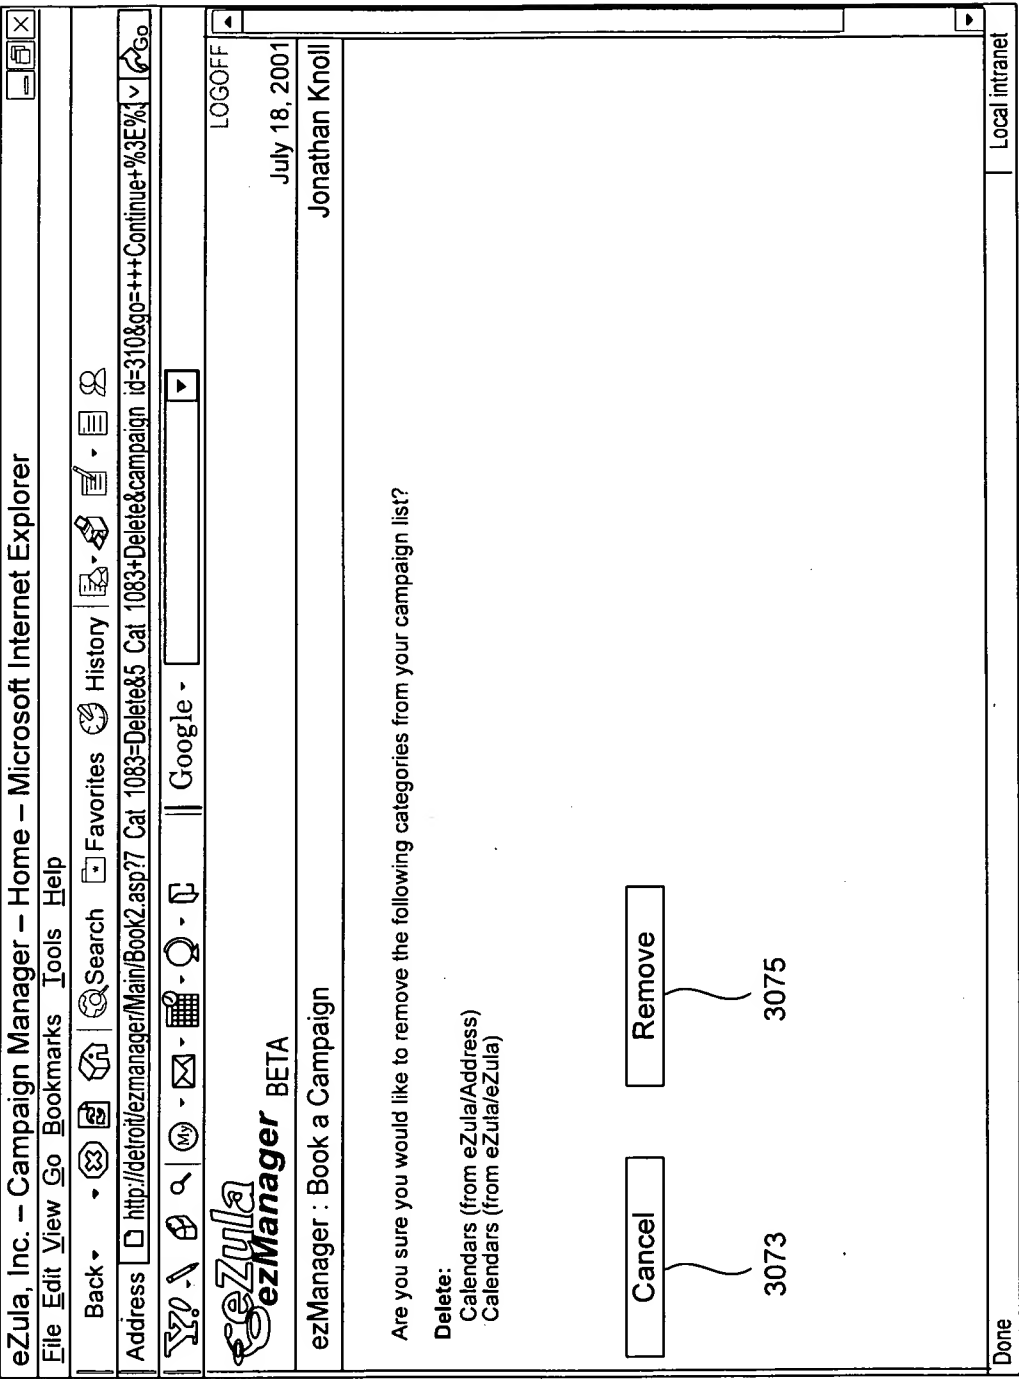 eZula, Inc. – Campaign Manager – Home – Microsoft Internet Explorer
File Edit View Go Bookmarks Tools Help
Back Search Favorites History
Address http://detroit/ezmanager/Main/Book2.asp?7 Cat 1083=Delete&5 Cat 1083+Delete&campaign id=310&go=+++Continue+%3E% Go
Y! My Google
eZula LOGOFF
ezManager BETA July 18, 2001
ezManager : Book a Campaign Jonathan Knoll
Are you sure you would like to remove the following categories from your campaign list?
Delete:
Calendars (from eZula/Address)
Calendars (from eZula/eZula)
Cancel Remove
3073 3075
Done Local intranet